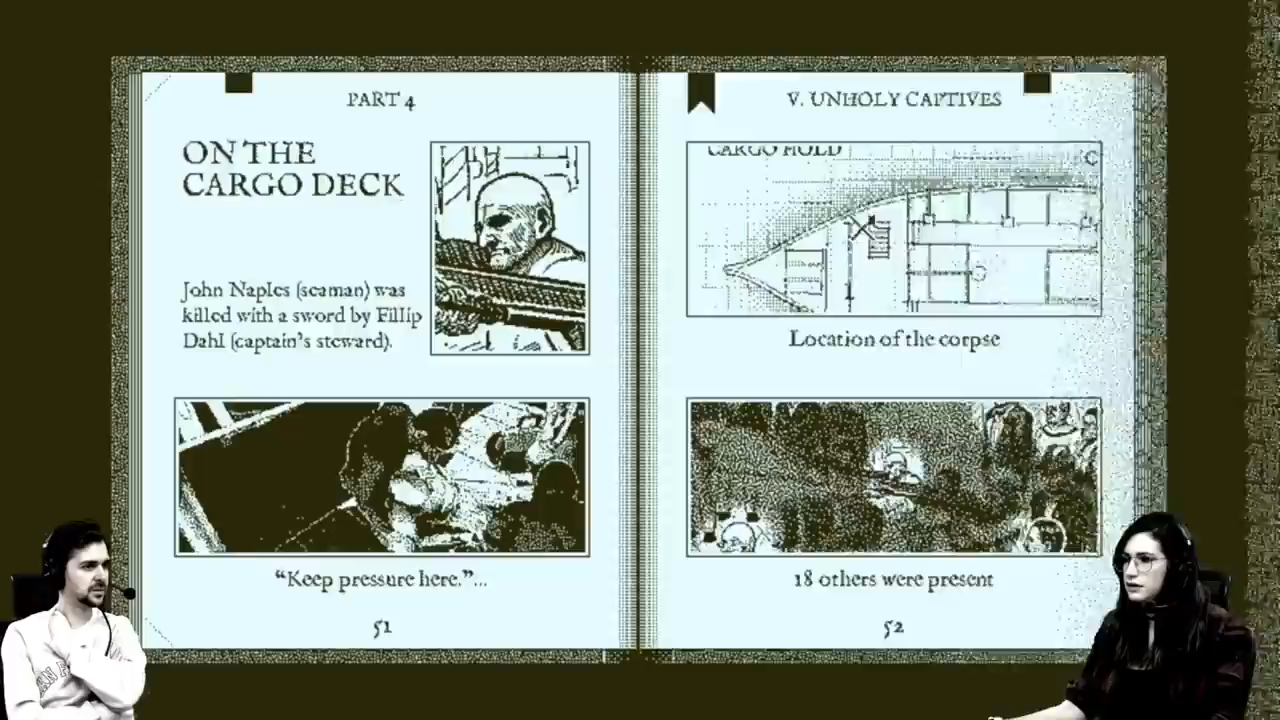 PART 4
ON THE
CARGO DECK
John Naples (seaman) was
killed with a sword by Fillip
Dahl (captain's steward).
"Keep pressure here."...
51
V. UNHOLY CAPTIVES
CARGO HOLD
Location of the corpse
18 others were present
52